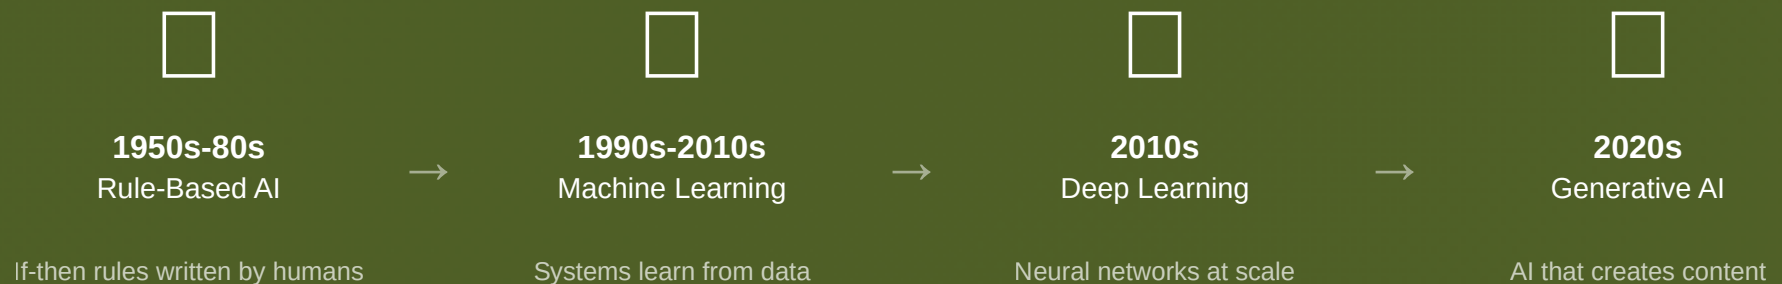 1950s-80s
Rule-Based AI
If-then rules written by humans
→
1990s-2010s
Machine Learning
Systems learn from data
→
2010s
Deep Learning
Neural networks at scale
→
2020s
Generative AI
AI that creates content